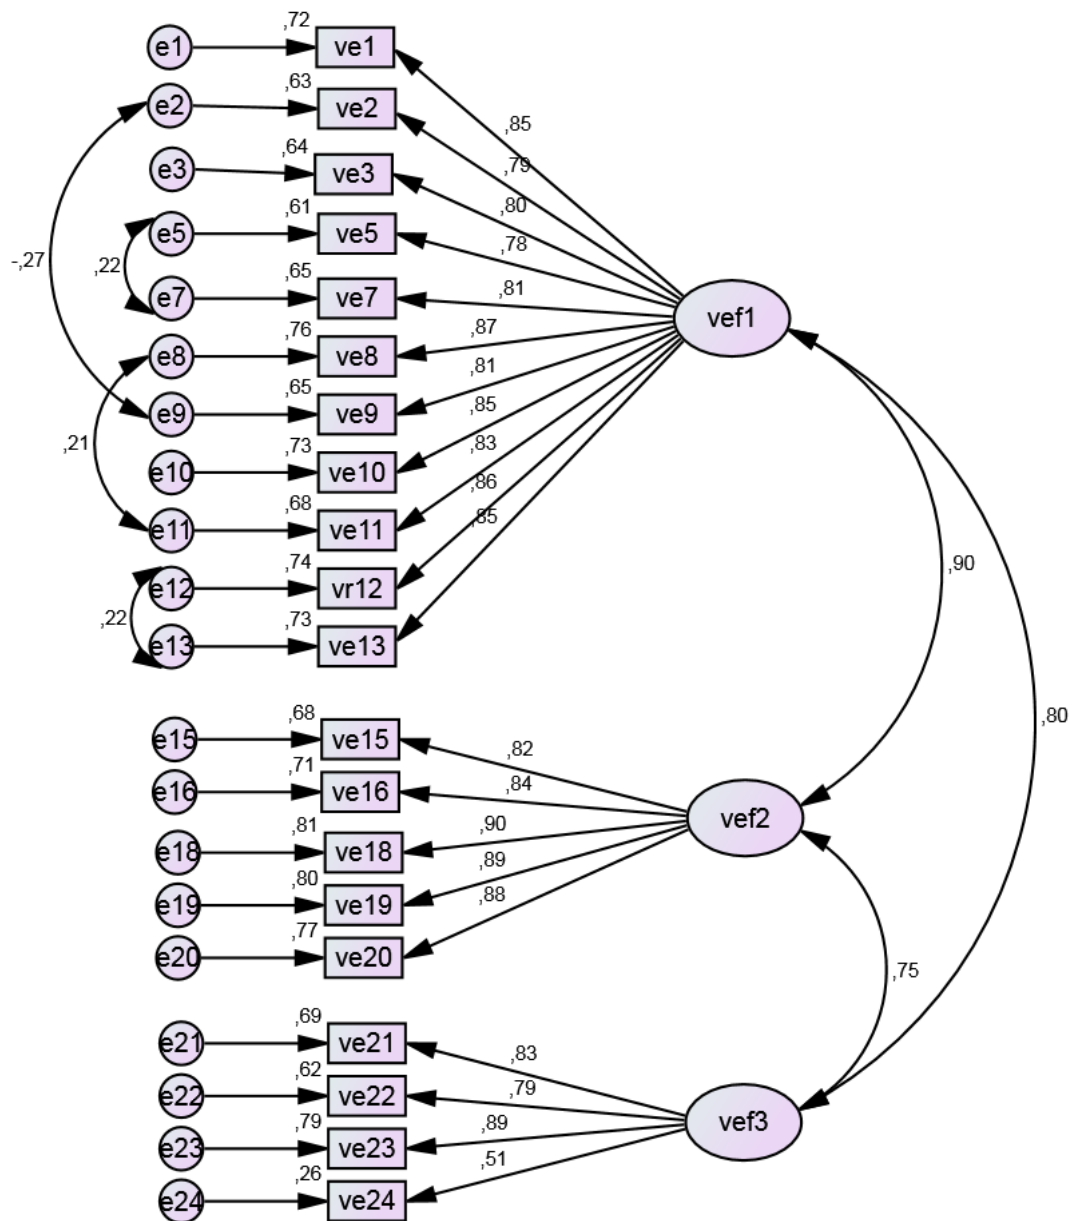 e1 ,72 ve1
e2 ,63 ve2
e3 ,64 ve3
e5 ,61 ve5
e7 ,65 ve7
e8 ,76 ve8
e9 ,65 ve9
e10 ,73 ve10
e11 ,68 ve11
e12 ,74 vr12
e13 ,73 ve13
-,27
,22
,21
,22
,85
,79
,80
,78
,81
,87
,81
,85
,83
,86
,85
vef1
,90
,80
e15 ,68 ve15
e16 ,71 ve16
e18 ,81 ve18
e19 ,80 ve19
e20 ,77 ve20
,82
,84
,90
,89
,88
vef2
,75
e21 ,69 ve21
e22 ,62 ve22
e23 ,79 ve23
e24 ,26 ve24
,83
,79
,89
,51
vef3